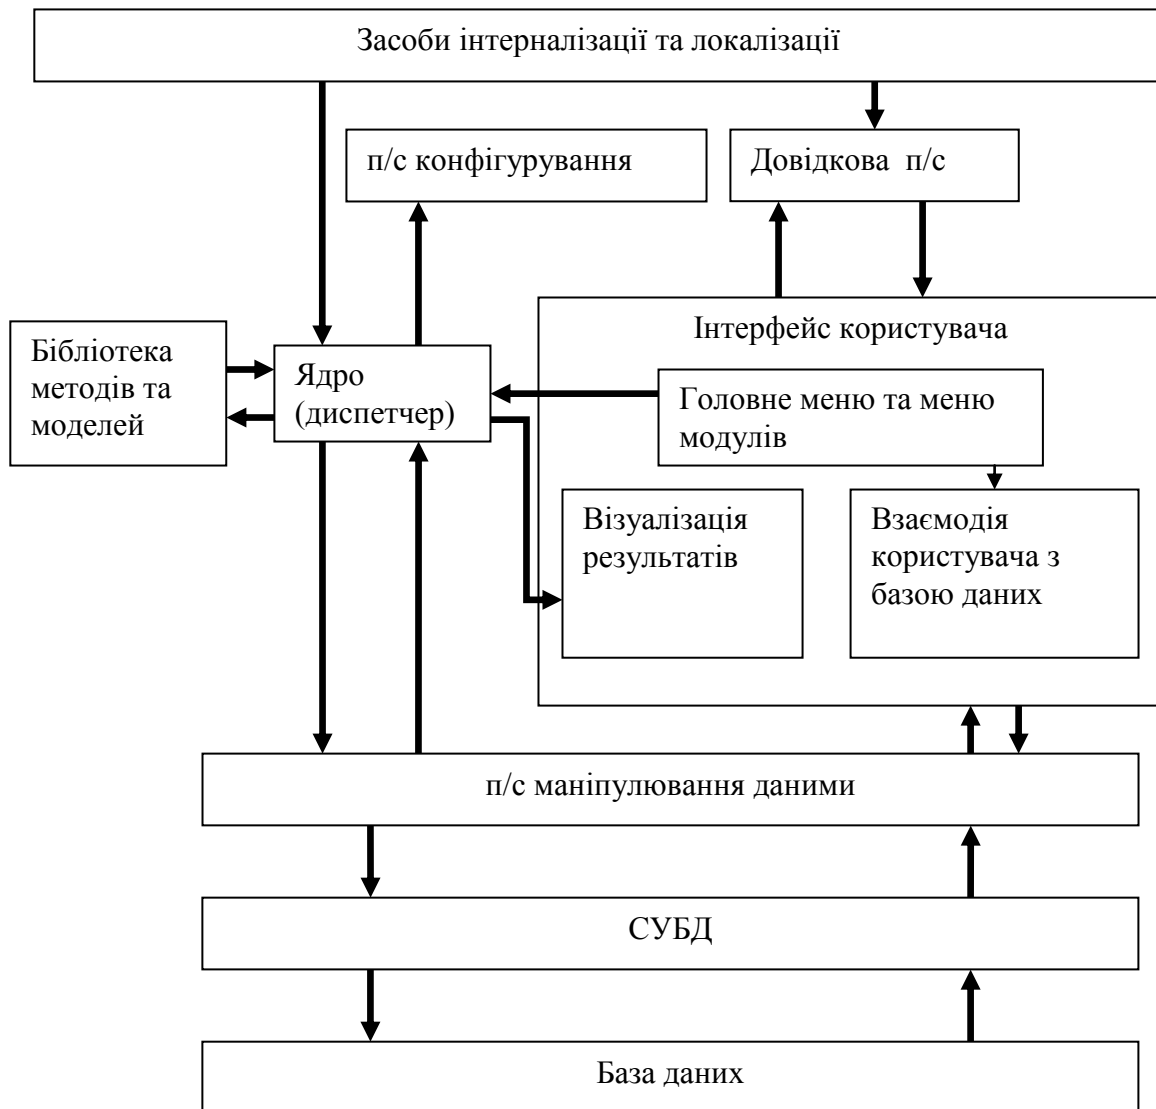 Засоби інтерналізації та локалізації
п/с конфігурування
Довідкова п/с
Інтерфейс користувача
Бібліотека
методів та
моделей
Ядро
(диспетчер)
Головне меню та меню
модулів
Візуалізація
результатів
Взаємодія
користувача з
базою даних
п/с маніпулювання даними
СУБД
База даних